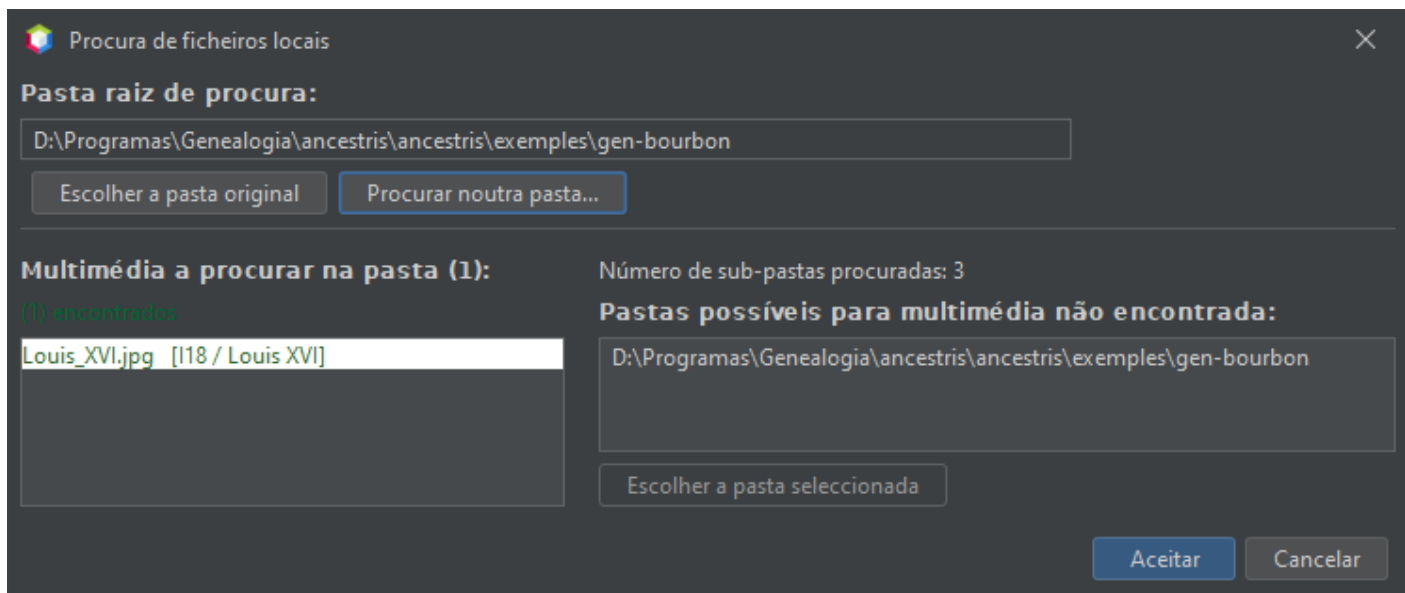 Procura de ficheiros locais
Pasta raiz de procura:
D:\Programas\Genealogia\ancestris\ancestris\exemples\gen-bourbon
Escolher a pasta original
Procurar noutra pasta...
Multimédia a procurar na pasta (1):
(1) encontrados
Louis_XVI.jpg [I18 / Louis XVI]
Número de sub-pastas procuradas: 3
Pastas possíveis para multimédia não encontrada:
D:\Programas\Genealogia\ancestris\ancestris\exemples\gen-bourbon
Escolher a pasta seleccionada
Aceitar
Cancelar